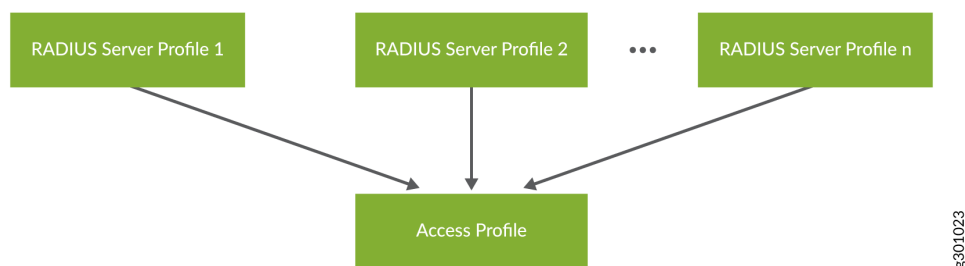 RADIUS Server Profile 1
RADIUS Server Profile 2
•••
RADIUS Server Profile n
Access Profile
g301023